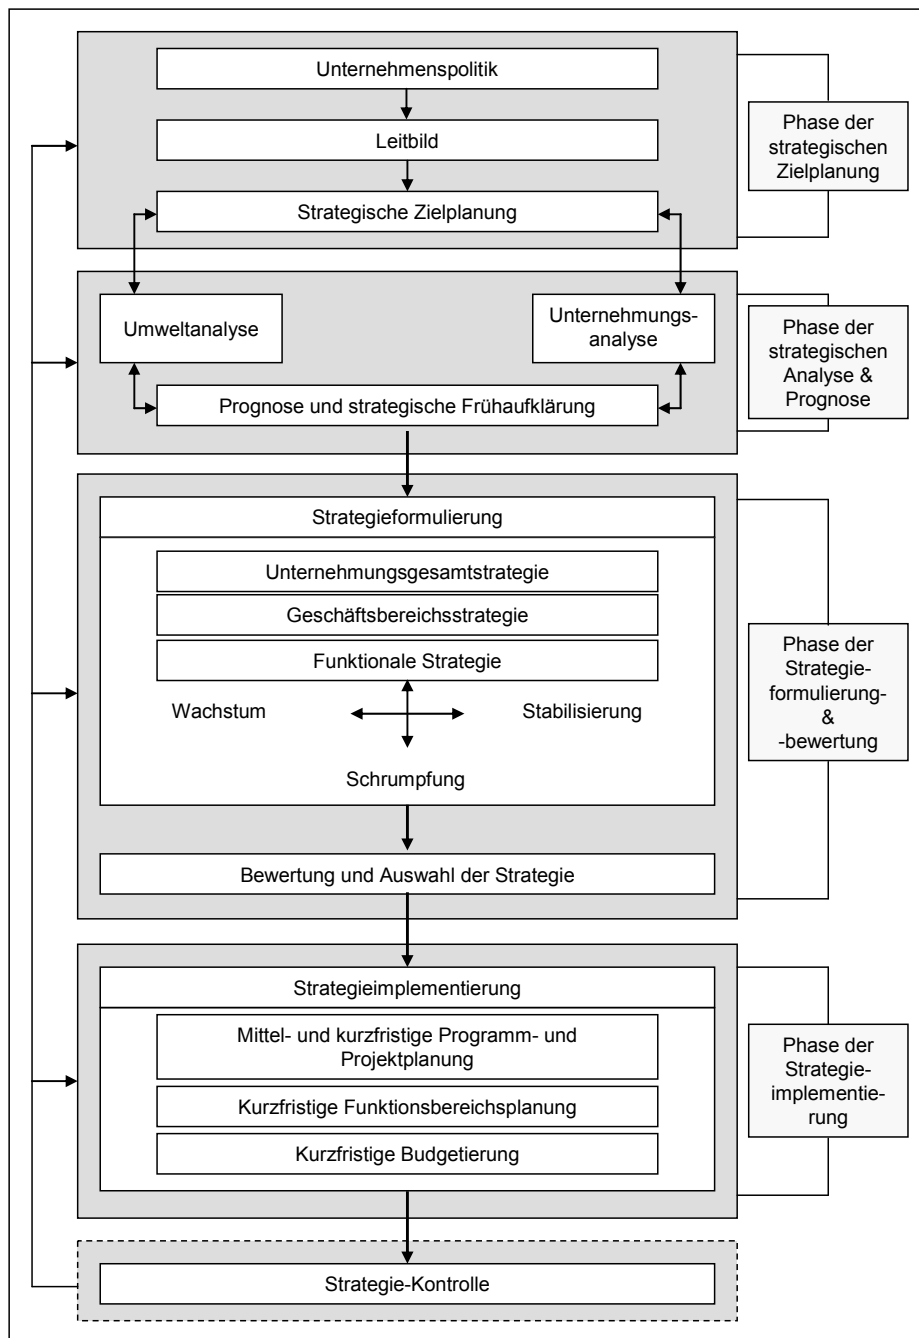 Unternehmenspolitik
Leitbild
Strategische Zielplanung
Phase der
strategischen
Zielplanung
Umweltanalyse
Unternehmungs-
analyse
Prognose und strategische Frühaufklärung
Phase der
strategischen
Analyse &
Prognose
Strategieformulierung
Unternehmungsgesamtstrategie
Geschäftsbereichsstrategie
Funktionale Strategie
Wachstum
Stabilisierung
Schrumpfung
Bewertung und Auswahl der Strategie
Phase der
Strategie-
formulierung-
&
-bewertung
Strategieimplementierung
Mittel- und kurzfristige Programm- und
Projektplanung
Kurzfristige Funktionsbereichsplanung
Kurzfristige Budgetierung
Phase der
Strategie-
implementie-
rung
Strategie-Kontrolle